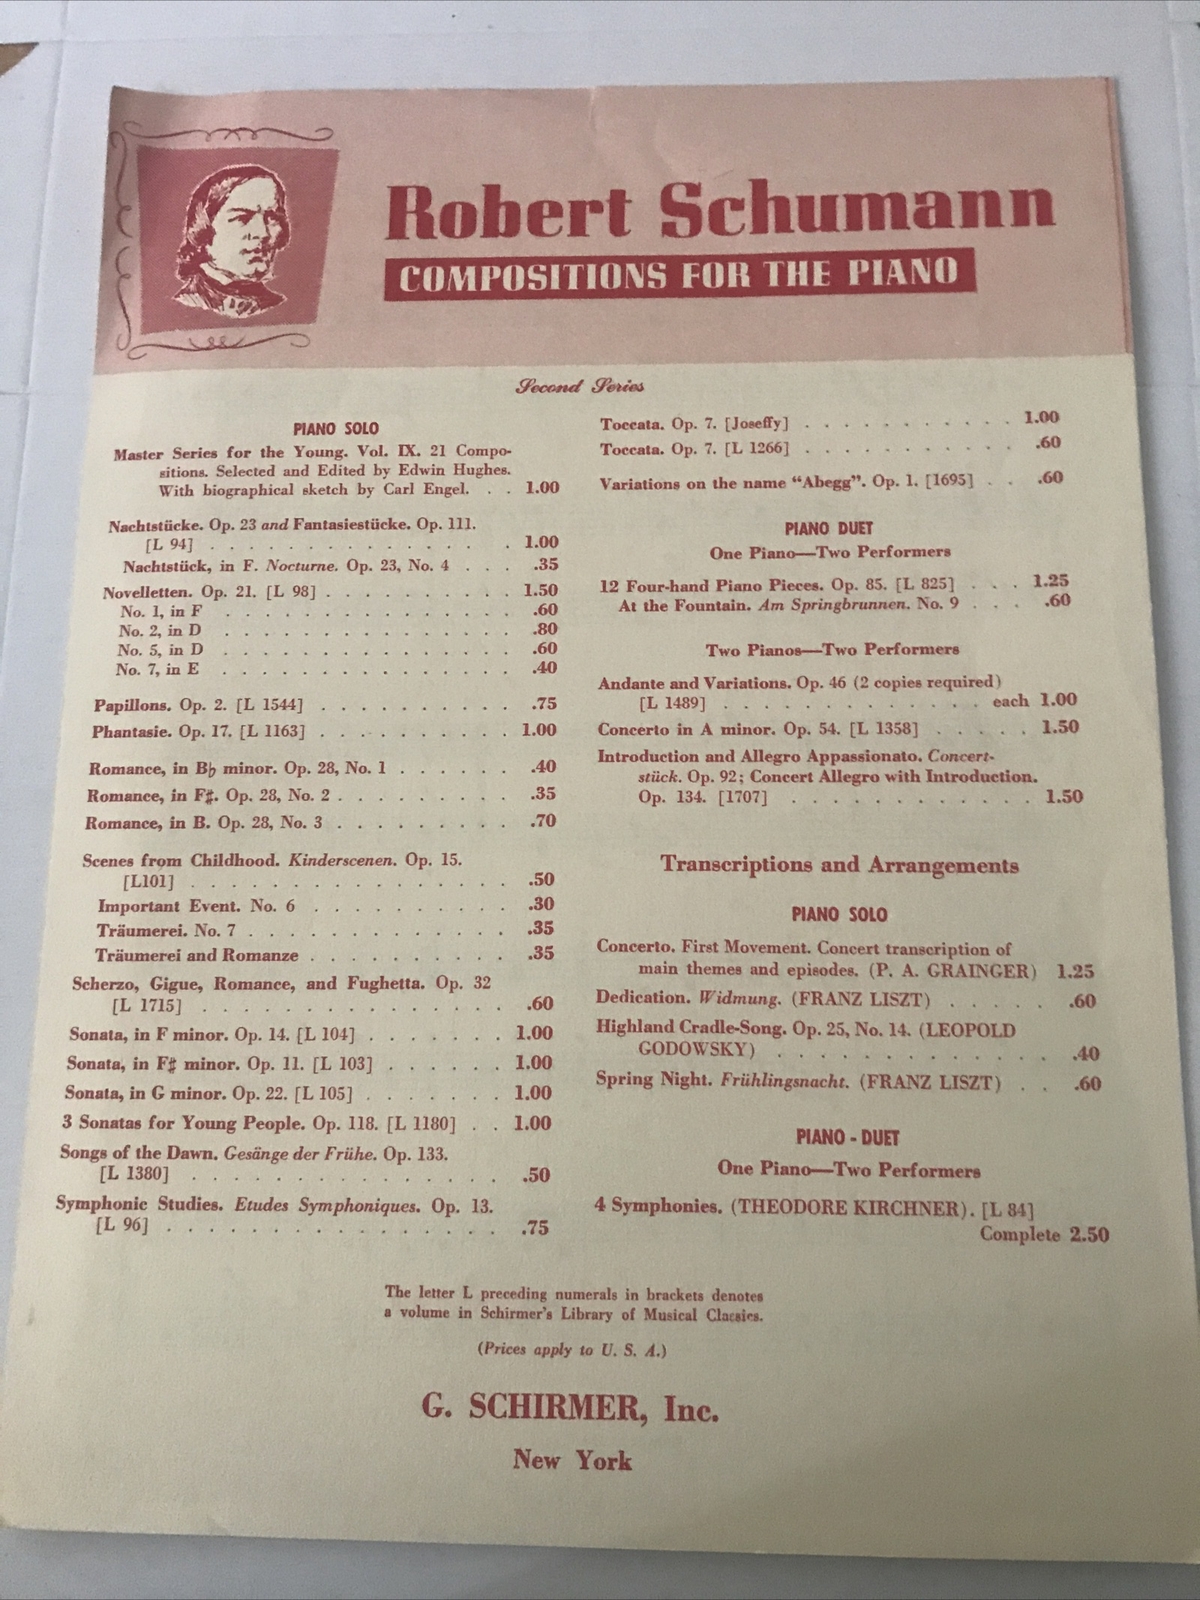 Robert Schumann
COMPOSITIONS FOR THE PIANO
Second Series
PIANO SOLO
Master Series for the Young. Vol. IX. 21 Compo-
sitions. Selected and Edited by Edwin Hughes.
With biographical sketch by Carl Engel. . . 1.00
Nachtstücke. Op. 23 and Fantasiestücke. Op. 111.
[L 94] . . . . . . . . . . . . . . . 1.00
Nachtstück, in F. Nocturne. Op. 23, No. 4 . . . .35
Novelletten. Op. 21. [L 98] . . . . . . . . . . 1.50
No. 1, in F . . . . . . . . . . . . . . . .60
No. 2, in D . . . . . . . . . . . . . . . .80
No. 5, in D . . . . . . . . . . . . . . . .60
No. 7, in E . . . . . . . . . . . . . . . .40
Papillons. Op. 2. [L 1544] . . . . . . . . . . .75
Phantasie. Op. 17. [L 1163] . . . . . . . . . . 1.00
Romance, in B♭ minor. Op. 28, No. 1 . . . . . . .40
Romance, in F♯. Op. 28, No. 2 . . . . . . . . . .35
Romance, in B. Op. 28, No. 3 . . . . . . . . . .70
Scenes from Childhood. Kinderscenen. Op. 15.
[L101] . . . . . . . . . . . . . . . . .50
Important Event. No. 6 . . . . . . . . . . .30
Träumerei. No. 7 . . . . . . . . . . . . . .35
Träumerei and Romanze . . . . . . . . . . .35
Scherzo, Gigue, Romance, and Fughetta. Op. 32
[L 1715] . . . . . . . . . . . . . . . . .60
Sonata, in F minor. Op. 14. [L 104] . . . . . . . 1.00
Sonata, in F♯ minor. Op. 11. [L 103] . . . . . . 1.00
Sonata, in G minor. Op. 22. [L 105] . . . . . . . 1.00
3 Sonatas for Young People. Op. 118. [L 1180] . . 1.00
Songs of the Dawn. Gesänge der Frühe. Op. 133.
[L 1380] . . . . . . . . . . . . . . . . .50
Symphonic Studies. Etudes Symphoniques. Op. 13.
[L 96] . . . . . . . . . . . . . . . . .75
Toccata. Op. 7. [Joseffy] . . . . . . . . . . . 1.00
Toccata. Op. 7. [L 1266] . . . . . . . . . . . .60
Variations on the name "Abegg". Op. 1. [1695] . . .60
PIANO DUET
One Piano—Two Performers
12 Four-hand Piano Pieces. Op. 85. [L 825] . . . 1.25
At the Fountain. Am Springbrunnen. No. 9 . . . .60
Two Pianos—Two Performers
Andante and Variations. Op. 46 (2 copies required)
[L 1489] . . . . . . . . . . . . . each 1.00
Concerto in A minor. Op. 54. [L 1358] . . . . . 1.50
Introduction and Allegro Appassionato. Concert-
stück. Op. 92; Concert Allegro with Introduction.
Op. 134. [1707] . . . . . . . . . . . . 1.50
Transcriptions and Arrangements
PIANO SOLO
Concerto. First Movement. Concert transcription of
main themes and episodes. (P. A. GRAINGER) 1.25
Dedication. Widmung. (FRANZ LISZT) . . . . . .60
Highland Cradle-Song. Op. 25, No. 14. (LEOPOLD
GODOWSKY) . . . . . . . . . . . . . .40
Spring Night. Frühlingsnacht. (FRANZ LISZT) . . .60
PIANO - DUET
One Piano—Two Performers
4 Symphonies. (THEODORE KIRCHNER). [L 84]
Complete 2.50
The letter L preceding numerals in brackets denotes
a volume in Schirmer's Library of Musical Classics.
(Prices apply to U. S. A.)
G. SCHIRMER, Inc.
New York